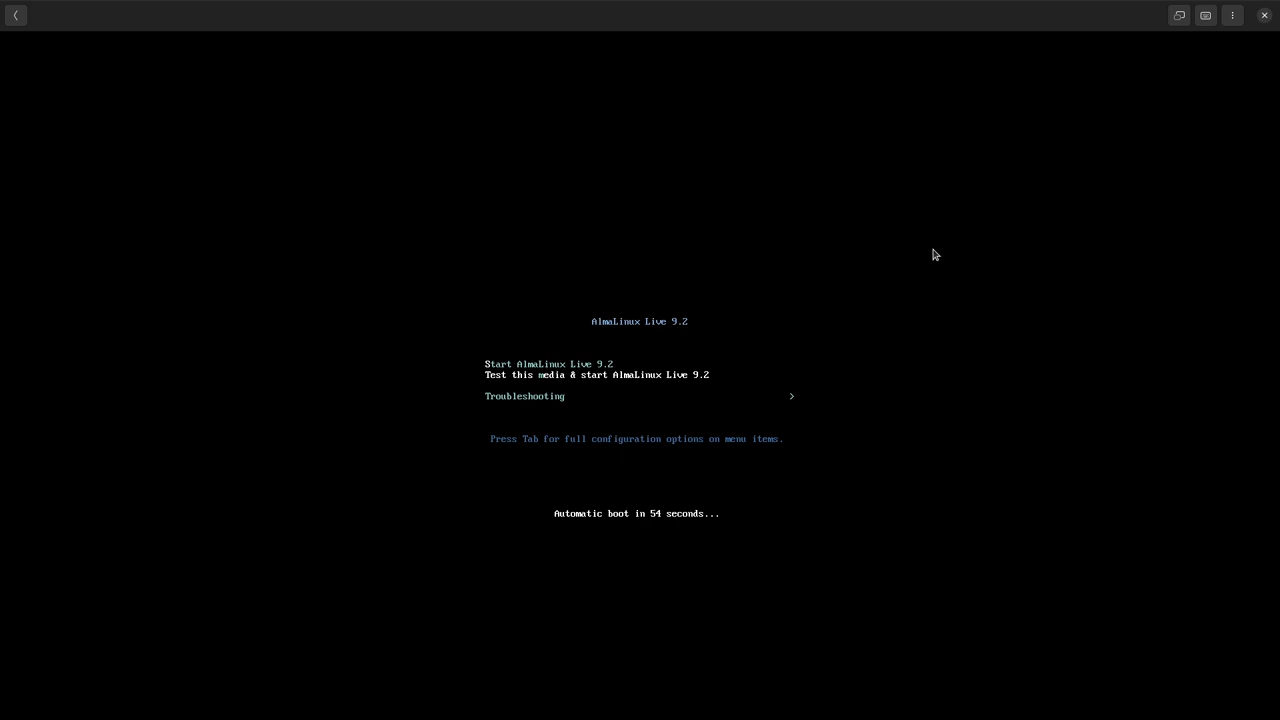 AlmaLinux Live 9.2
Start AlmaLinux Live 9.2
Test this media & start AlmaLinux Live 9.2
Troubleshooting >
Press Tab for full configuration options on menu items.
Automatic boot in 54 seconds...